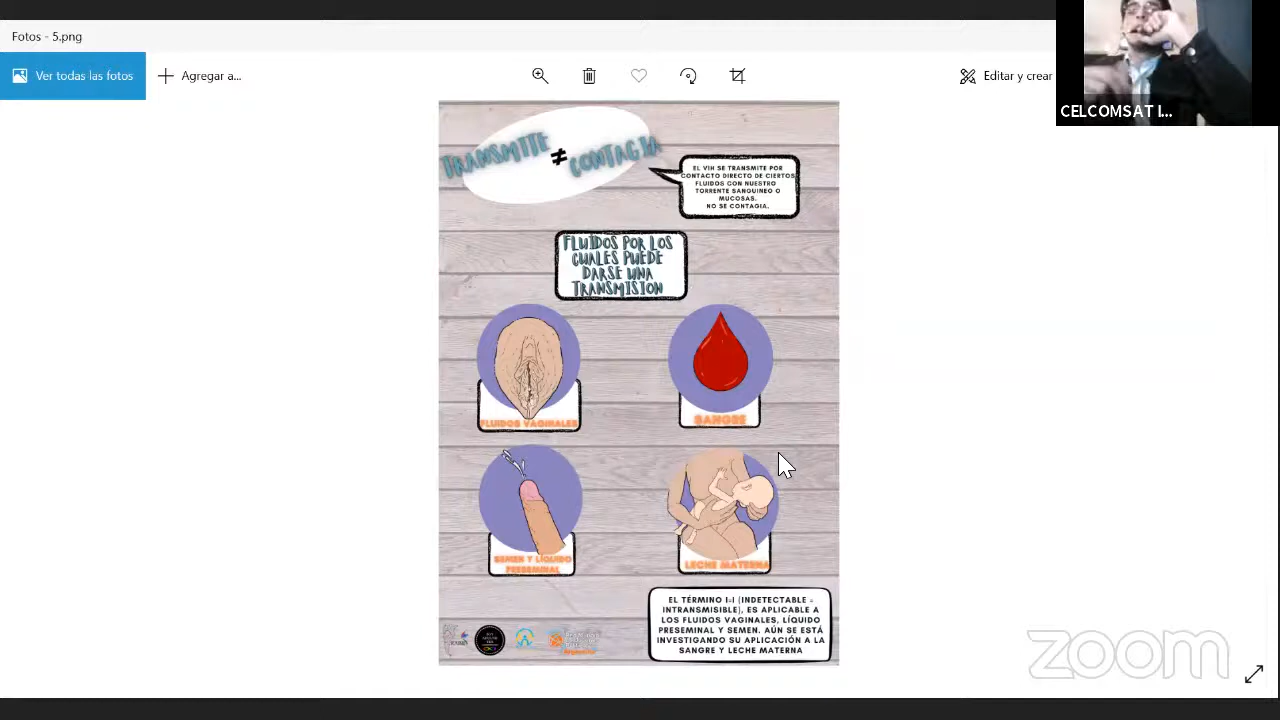 Fotos - 5.png
Ver todas las fotos
Agregar a...
Editar y crear
CELCOMSAT I...
TRANSMITE
≠
CONTAGIA
EL VIH SE TRANSMITE POR
CONTACTO DIRECTO DE CIERTOS
FLUIDOS CON NUESTRO
TORRENTE SANGUINEO O
MUCOSAS.
NO SE CONTAGIA.
FLUIDOS POR LOS
CUALES PUEDE
DARSE UNA
TRANSMISION
FLUIDOS VAGINALES
SANGRE
SEMEN Y LÍQUIDO
PRESEMINAL
LECHE MATERNA
EL TÉRMINO I=I (INDETECTABLE =
INTRANSMISIBLE), ES APLICABLE A
LOS FLUIDOS VAGINALES, LÍQUIDO
PRESEMINAL Y SEMEN. AÚN SE ESTÁ
INVESTIGANDO SU APLICACIÓN A LA
SANGRE Y LECHE MATERNA
zoom